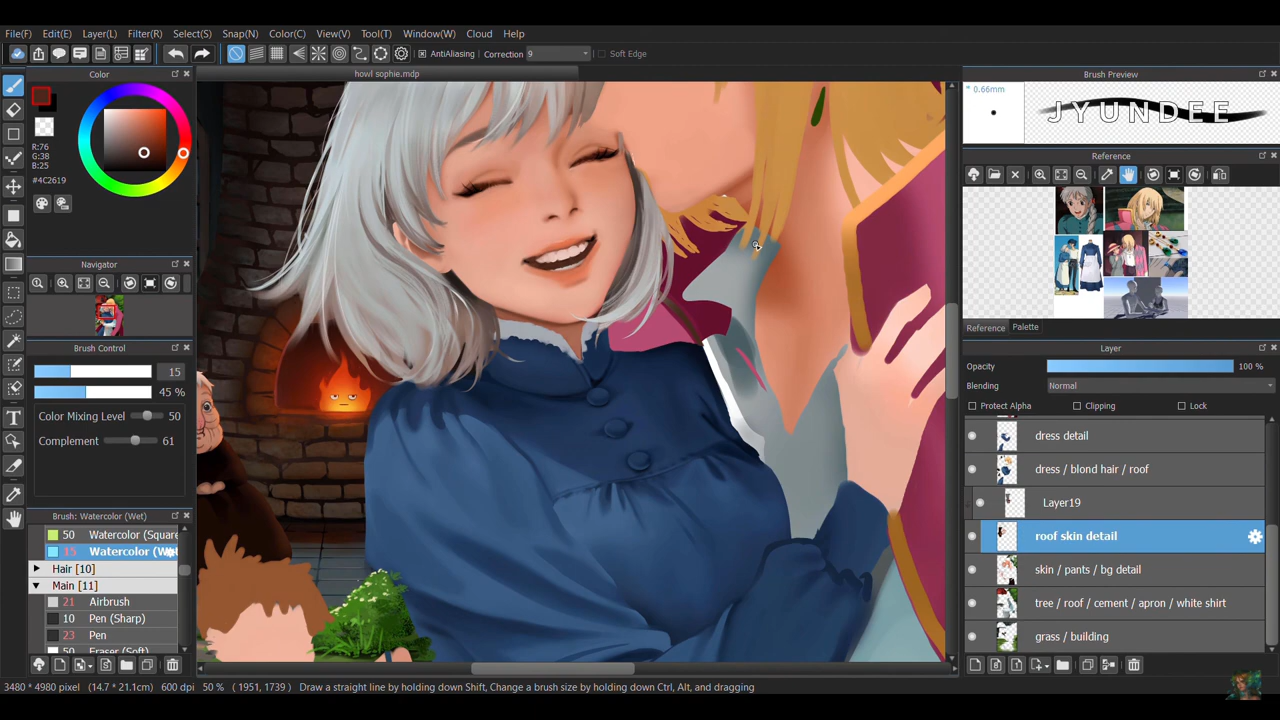 File(F) Edit(E) Layer(L) Filter(R) Select(S) Snap(N) Color(C) View(V) Tool(T) Window(W) Cloud Help
AntiAliasing Correction 9 Soft Edge
Color
howl sophie.mdp
Brush Preview
* 0.66mm
JYUNDEE
R:76
G:38
B:25
#4C2619
Reference
Navigator
Reference Palette
Brush Control
15
45 %
Color Mixing Level 50
Complement 61
Layer
Opacity 100 %
Blending Normal
Protect Alpha Clipping Lock
dress detail
dress / blond hair / roof
Layer19
roof skin detail
skin / pants / bg detail
tree / roof / cement / apron / white shirt
grass / building
Brush: Watercolor (Wet)
50 Watercolor (Square
15 Watercolor (Wet
Hair [10]
Main [11]
21 Airbrush
10 Pen (Sharp)
23 Pen
Eraser (Soft)
3480 * 4980 pixel (14.7 * 21.1cm) 600 dpi 50 % ( 1951, 1739 ) Draw a straight line by holding down Shift, Change a brush size by holding down Ctrl, Alt, and dragging